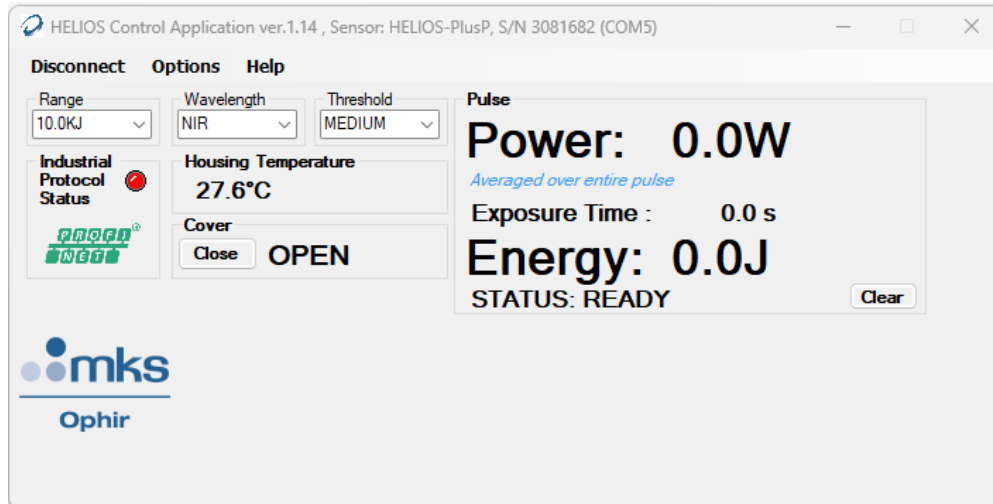 HELIOS Control Application ver.1.14 , Sensor: HELIOS-PlusP, S/N 3081682 (COM5)
Disconnect Options Help
Range
10.0KJ
Wavelength
NIR
Threshold
MEDIUM
Industrial
Protocol
Status
PROFI®
NET
Housing Temperature
27.6°C
Cover
Close OPEN
Pulse
Power: 0.0W
Averaged over entire pulse
Exposure Time : 0.0 s
Energy: 0.0J
STATUS: READY
Clear
mks
Ophir